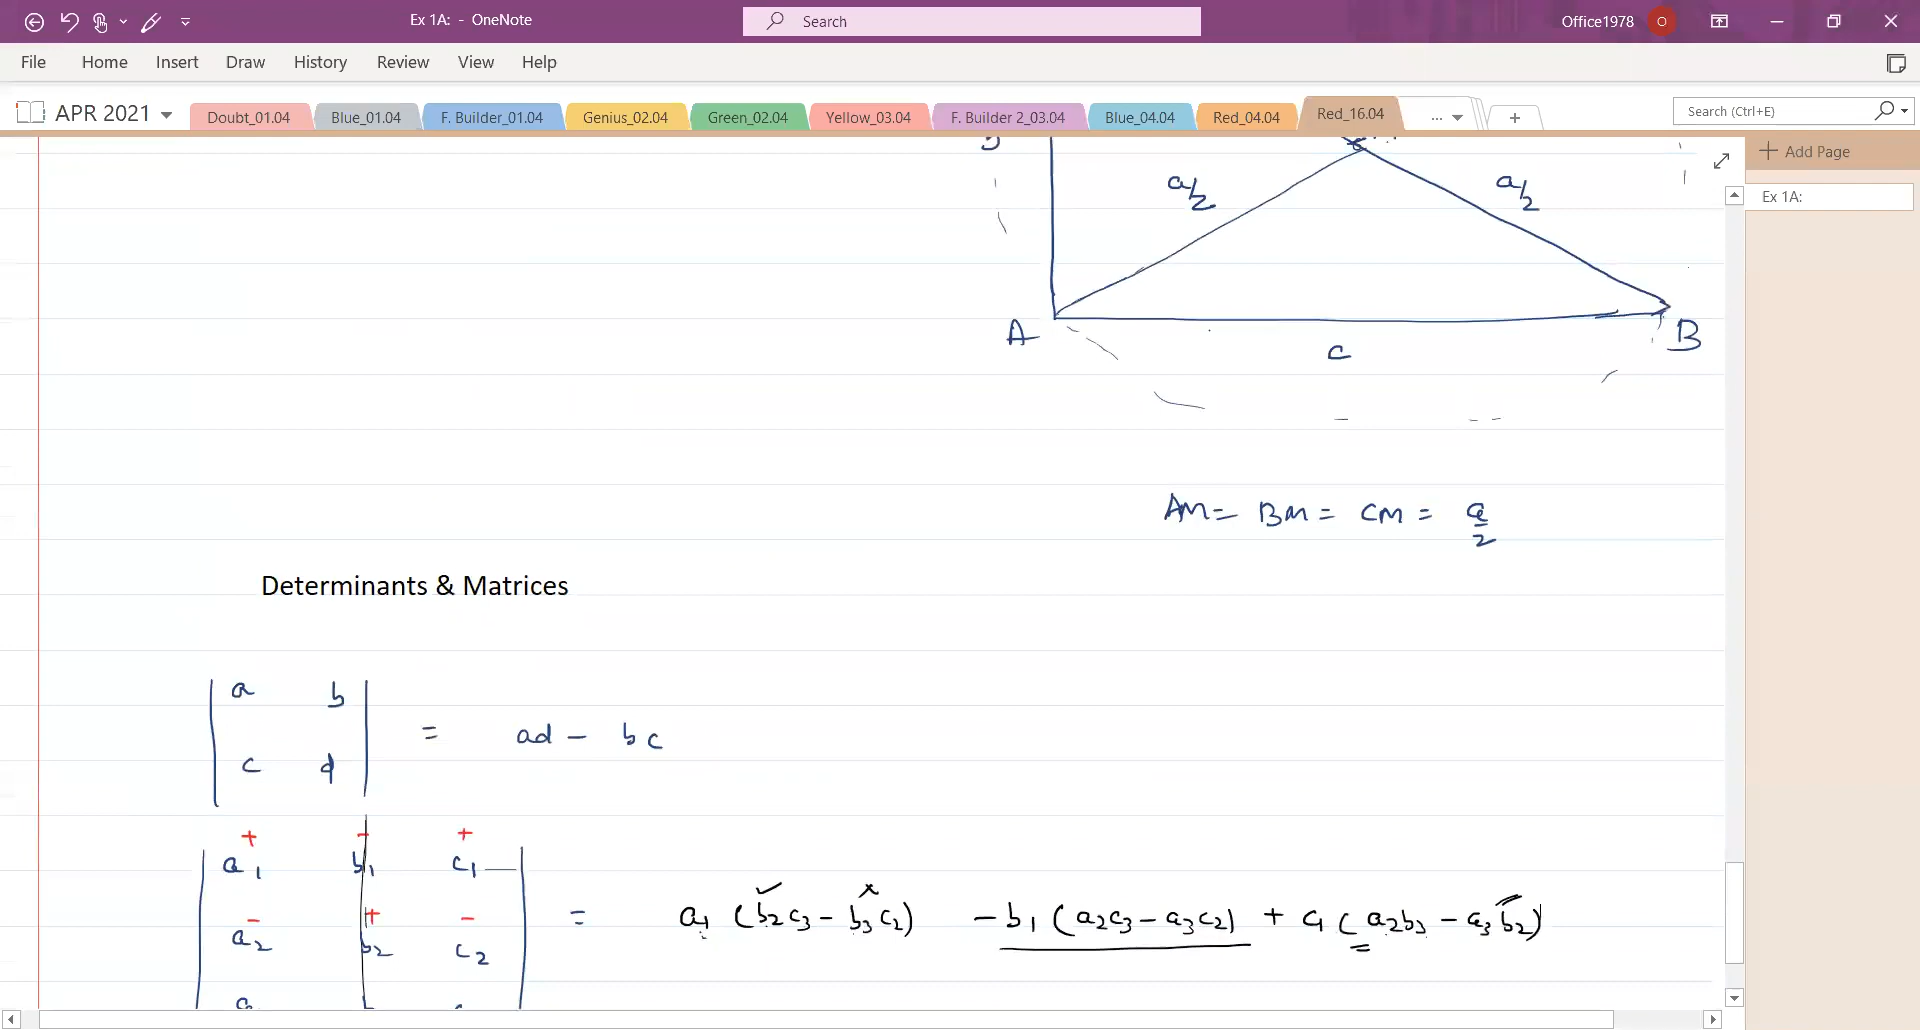 Ex 1A: - OneNote
Search
Office1978
O
File Home Insert Draw History Review View Help
APR 2021
Doubt_01.04 Blue_01.04 F. Builder_01.04 Genius_02.04 Green_02.04 Yellow_03.04 F. Builder 2_03.04 Blue_04.04 Red_04.04 Red_16.04 ... +
Search (Ctrl+E)
+ Add Page
Ex 1A:
a/2 a/2
A B
c
AM = BM = CM = a/2
Determinants & Matrices
a b
c d
= ad - bc
+ - +
a1 b1 c1
- + -
a2 b2 c2
= a1 (b2c3 - b3c2) - b1 (a2c3 - a3c2) + c1 (a2b3 - a3b2)